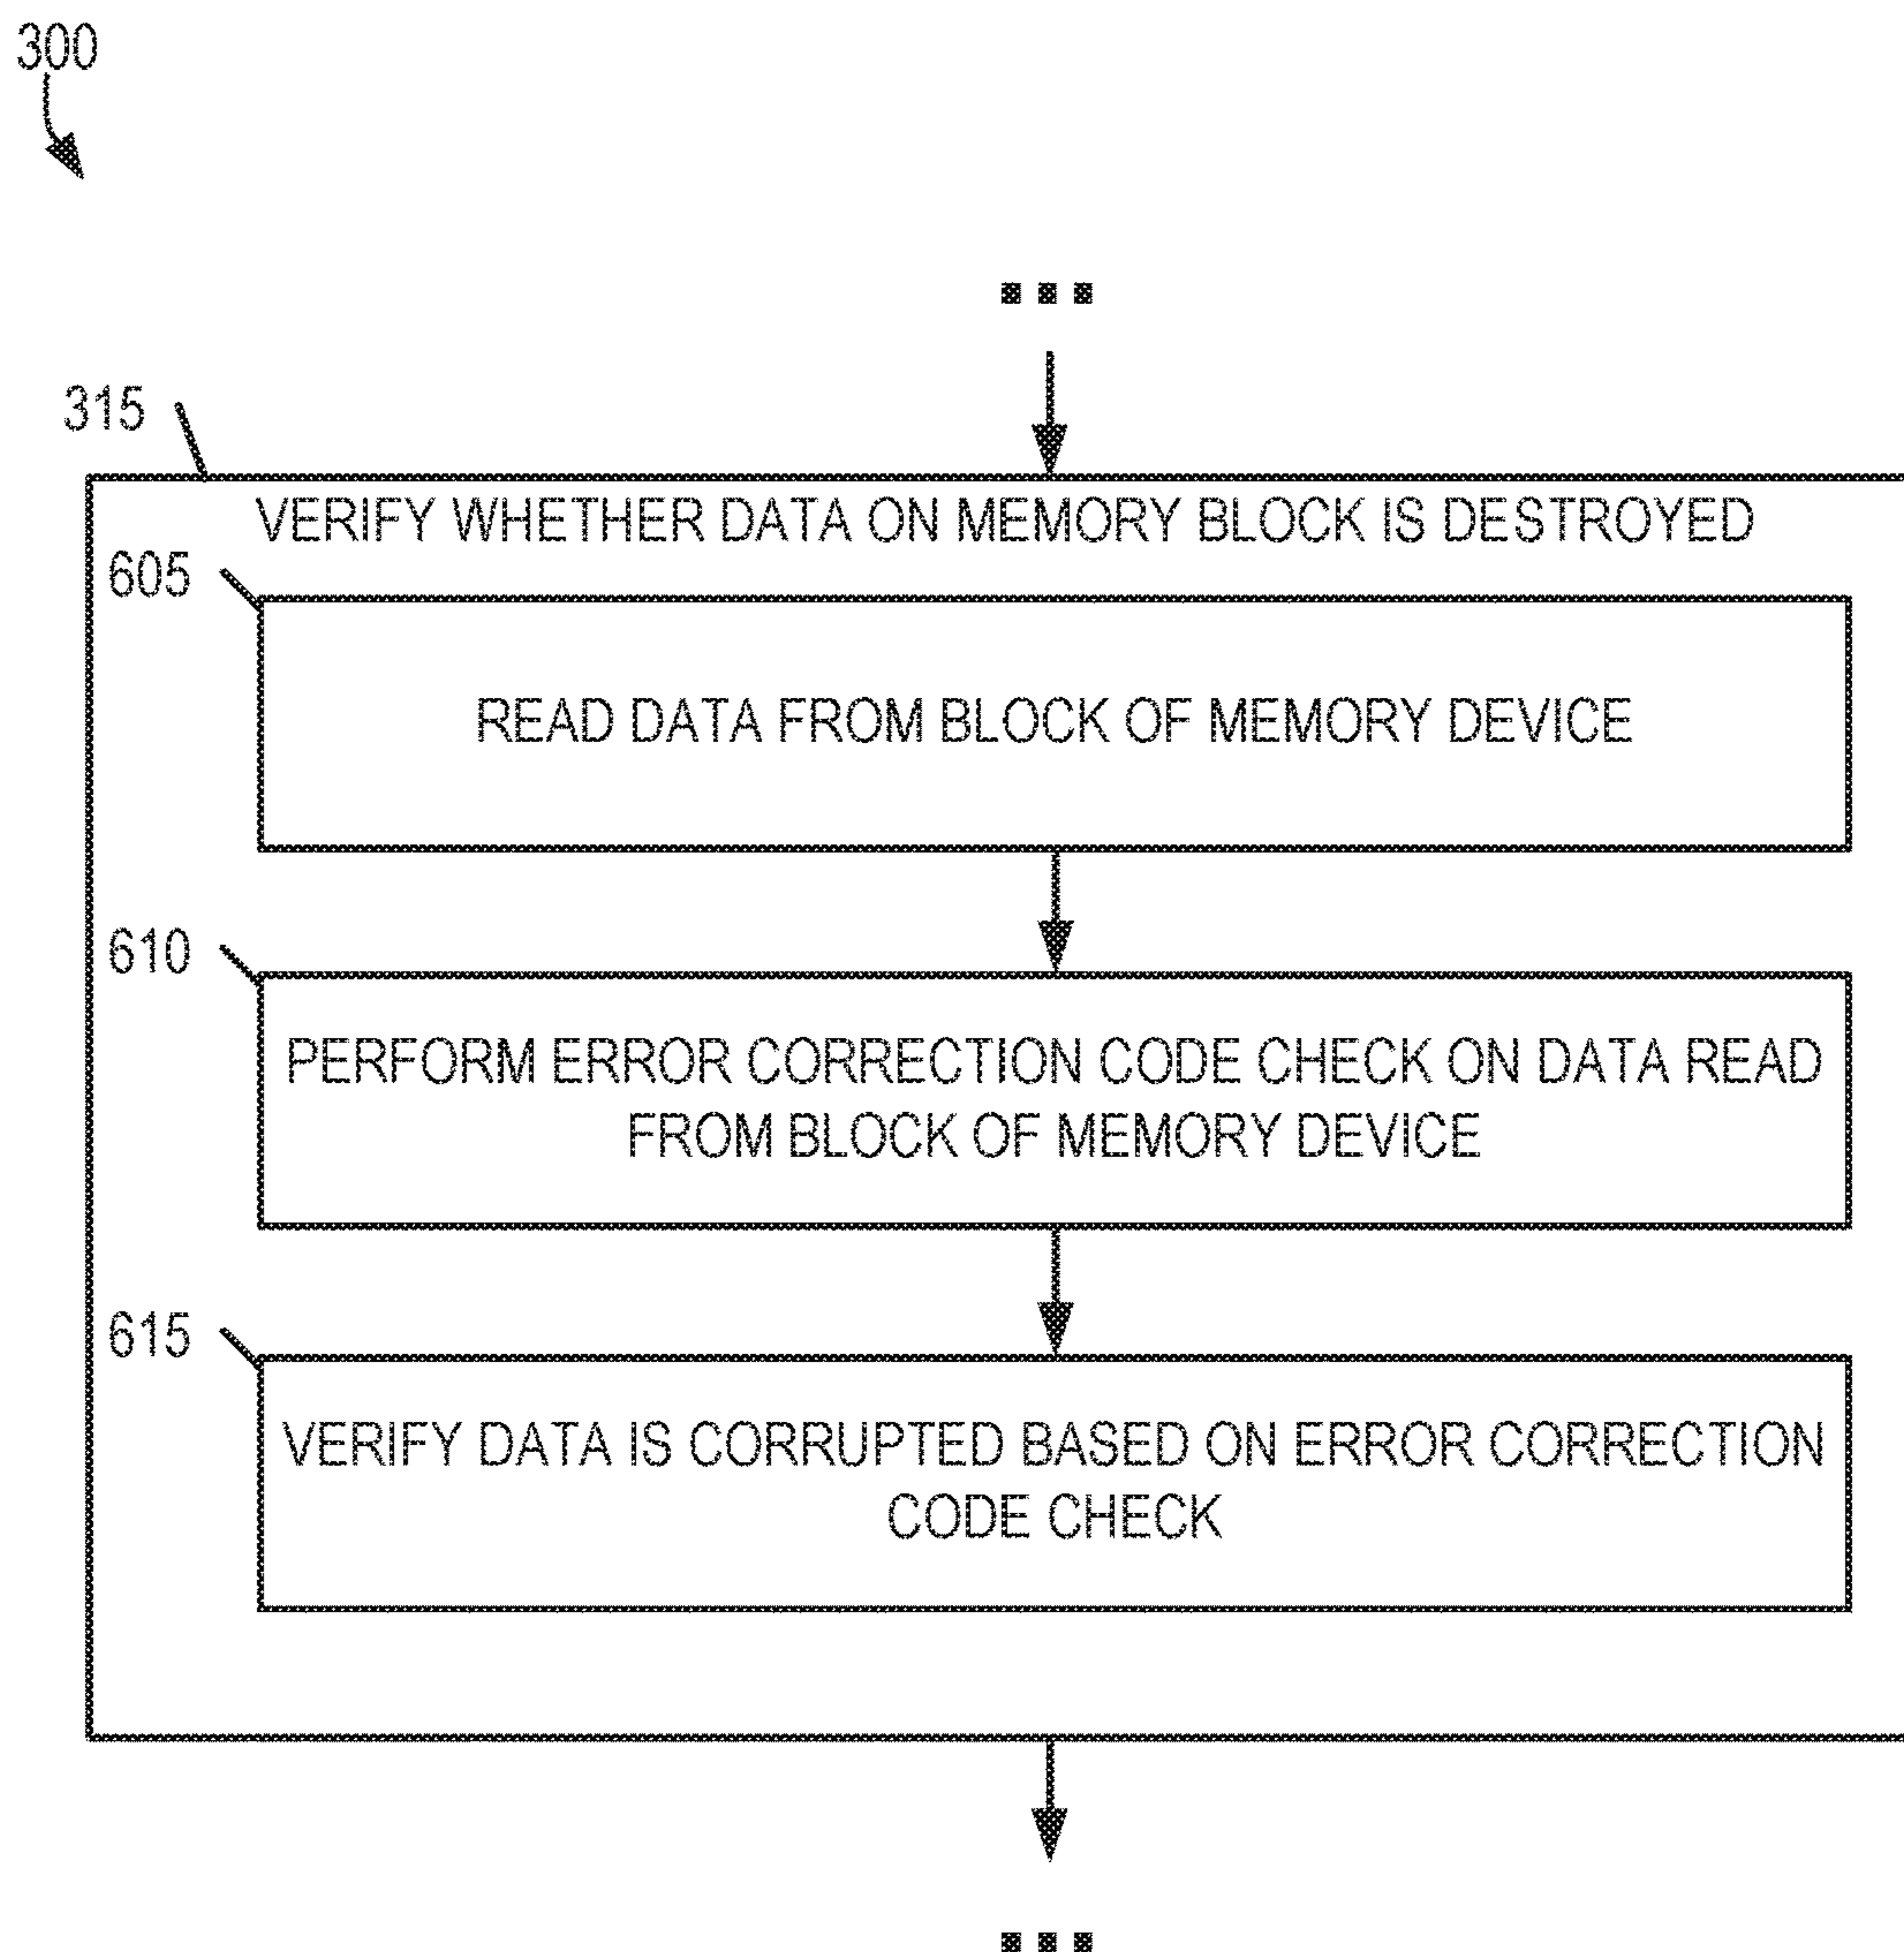 300
315
VERIFY WHETHER DATA ON MEMORY BLOCK IS DESTROYED
605
READ DATA FROM BLOCK OF MEMORY DEVICE
610
PERFORM ERROR CORRECTION CODE CHECK ON DATA READ
FROM BLOCK OF MEMORY DEVICE
615
VERIFY DATA IS CORRUPTED BASED ON ERROR CORRECTION
CODE CHECK